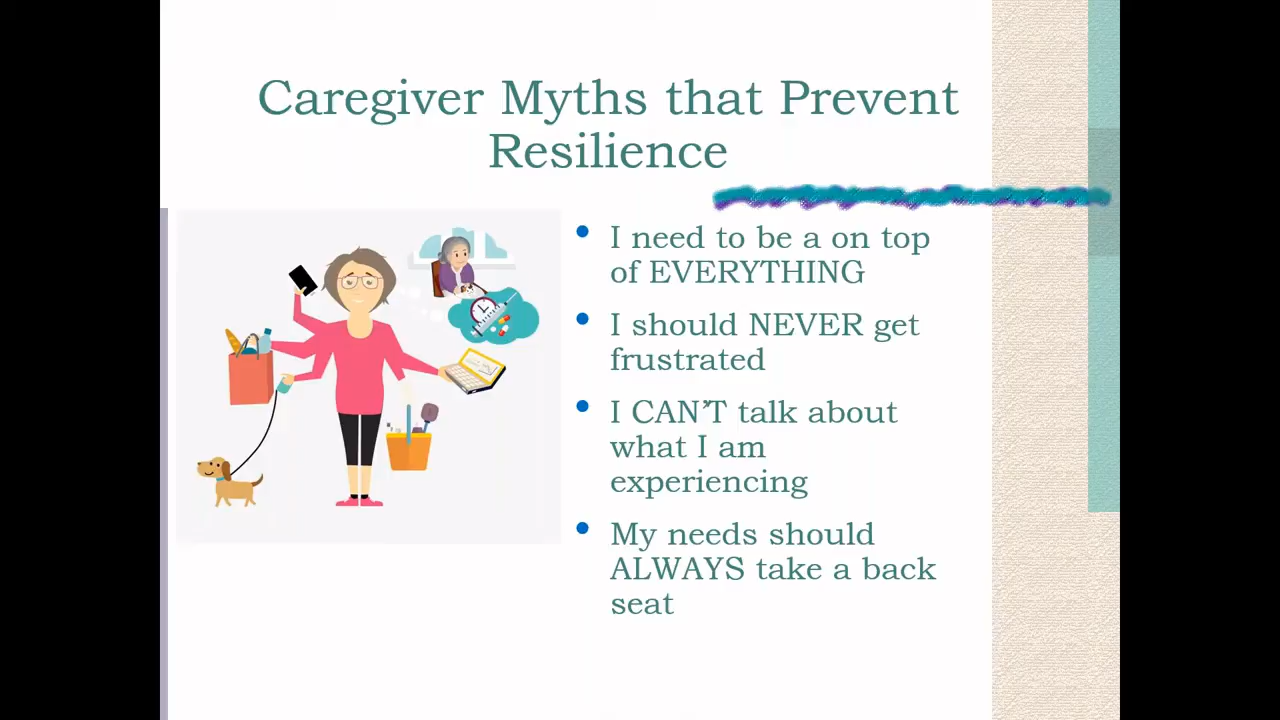 Caregiver Myths that Prevent
Resilience
I need to be a on top
of EVERYTHING
I should NEVER get
frustrated
I CAN'T talk about
what I am
experiencing
My needs should
ALWAYS take a back
seat